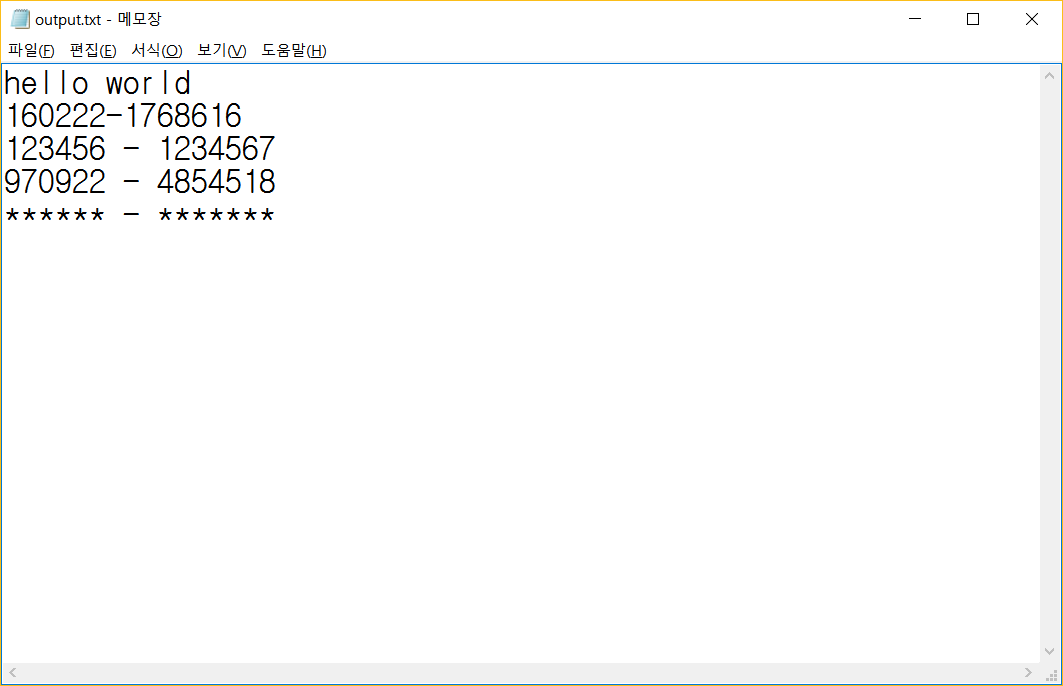 output.txt - 메모장
파일(F) 편집(E) 서식(O) 보기(V) 도움말(H)
hello world
160222-1768616
123456 - 1234567
970922 - 4854518
****** - *******